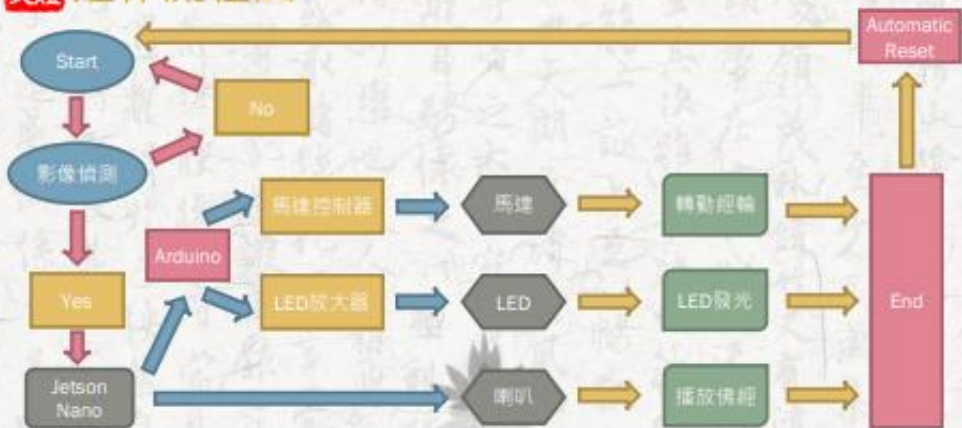 Automatic
Reset
Start
No
影像偵測
馬達控制器
馬達
轉動經輪
Arduino
Yes
LED放大器
LED
LED發光
End
Jetson
Nano
喇叭
播放佛經